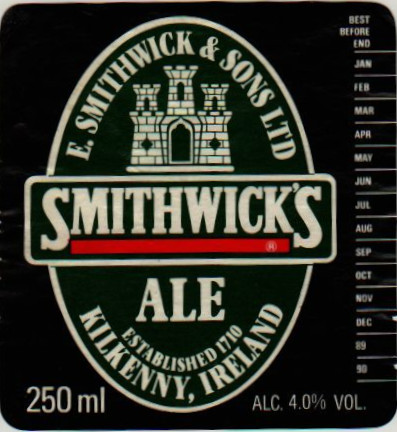 E. SMITHWICK & SONS LTD
SMITHWICK'S
®
ALE
ESTABLISHED 1710
KILKENNY, IRELAND
250 ml
ALC. 4.0% VOL.
BEST
BEFORE
END
JAN
FEB
MAR
APR
MAY
JUN
JUL
AUG
SEP
OCT
NOV
DEC
89
90